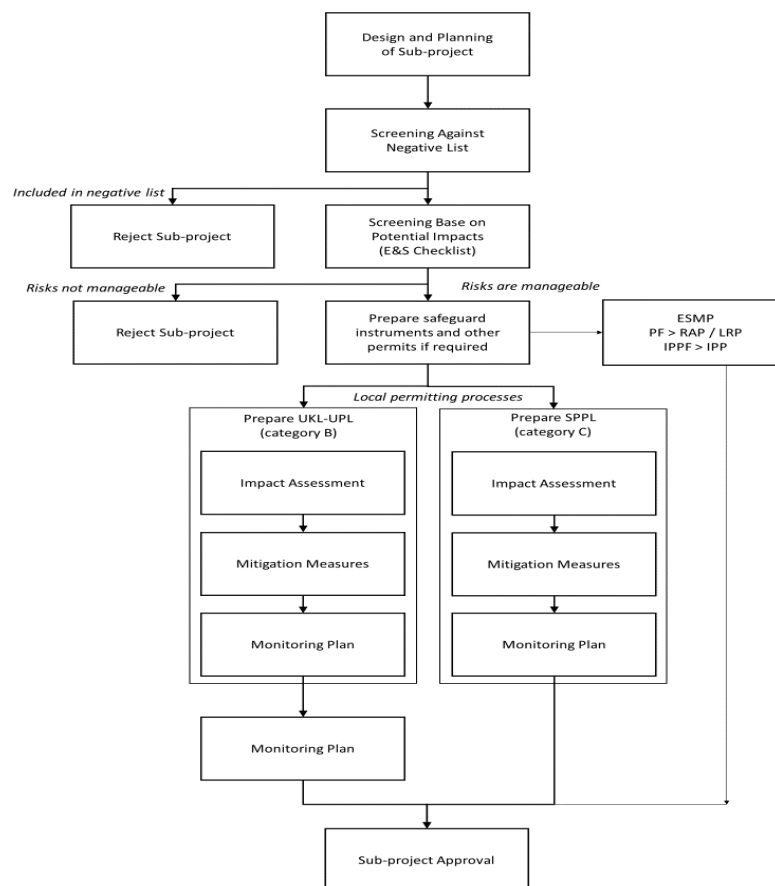 Design and Planning
of Sub-project
Screening Against
Negative List
Included in negative list
Reject Sub-project
Screening Base on
Potential Impacts
(E&S Checklist)
Risks not manageable
Risks are manageable
Reject Sub-project
Prepare safeguard
instruments and other
permits if required
ESMP
PF > RAP / LRP
IPPF > IPP
Local permitting processes
Prepare UKL-UPL
(category B)
Impact Assessment
Mitigation Measures
Monitoring Plan
Prepare SPPL
(category C)
Impact Assessment
Mitigation Measures
Monitoring Plan
Monitoring Plan
Sub-project Approval